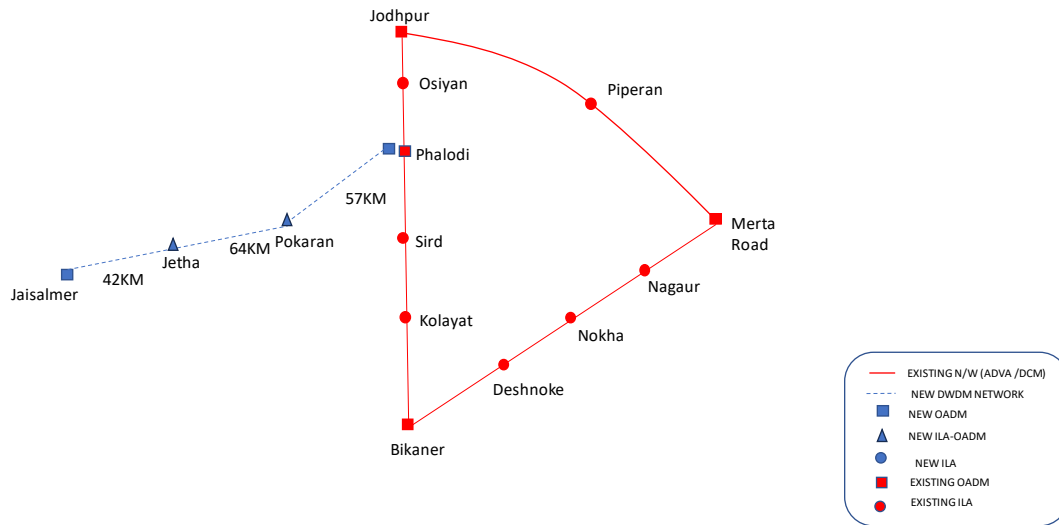 Jodhpur
Osiyan
Piperan
Phalodi
57KM
Merta
Road
Pokaran
64KM
Sird
Jetha
42KM
Jaisalmer
Nagaur
Kolayat
Nokha
Deshnoke
Bikaner
EXISTING N/W (ADVA /DCM)
NEW DWDM NETWORK
NEW OADM
NEW ILA-OADM
NEW ILA
EXISTING OADM
EXISTING ILA